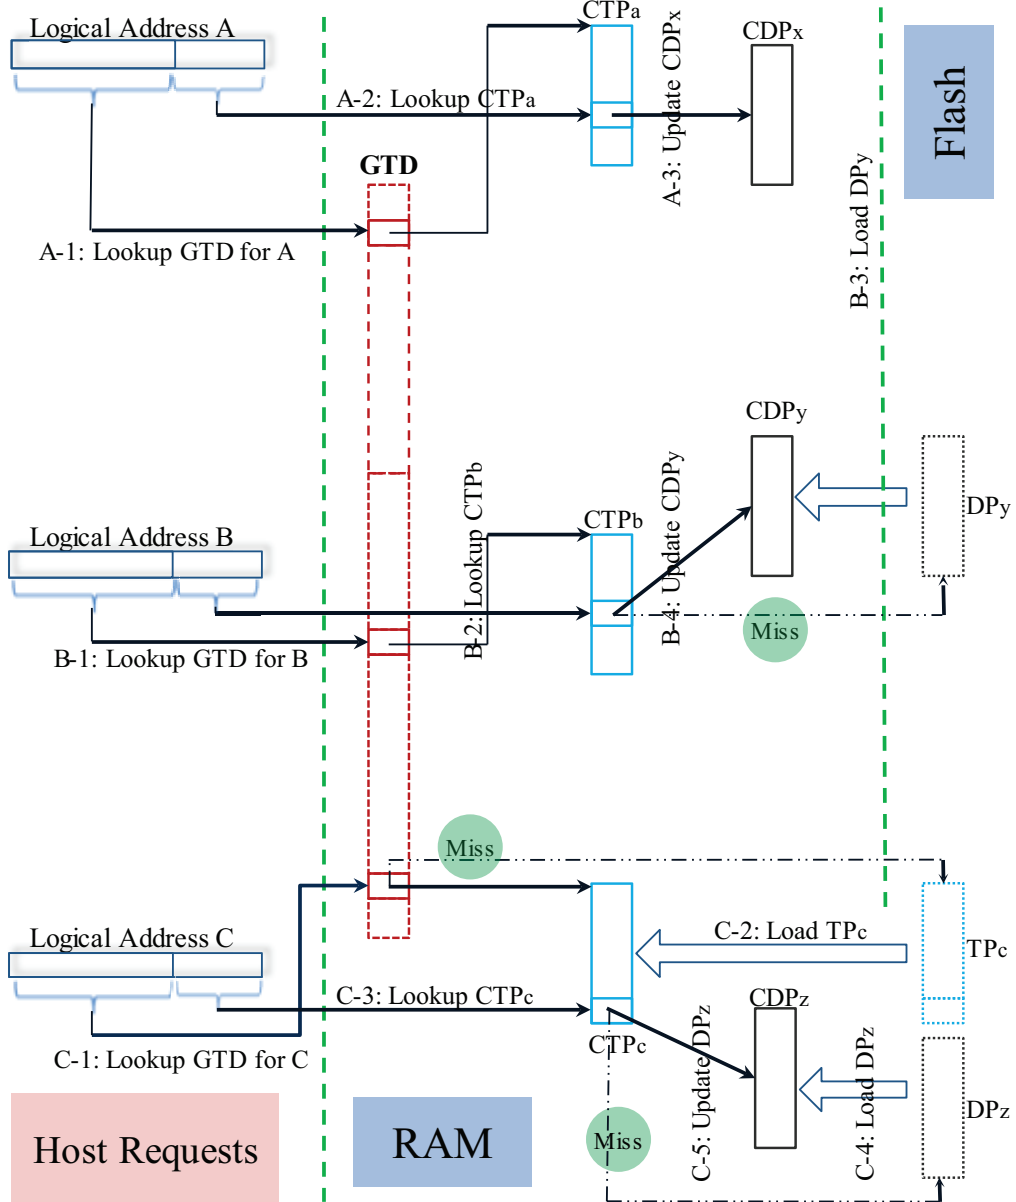 CTPa
Logical Address A
CDPx
A-2: Lookup CTPa
A-3: Update CDPx
Flash
GTD
B-3: Load DPy
A-1: Lookup GTD for A
CDPy
B-2: Lookup CTPb
DPy
CTPb
Logical Address B
B-4: Update CDPy
Miss
B-1: Lookup GTD for B
Miss
C-2: Load TPc
Logical Address C
TPc
C-3: Lookup CTPc
CDPz
CTPc
C-1: Lookup GTD for C
C-5: Update DPz
C-4: Load DPz
DPz
Miss
Host Requests
RAM